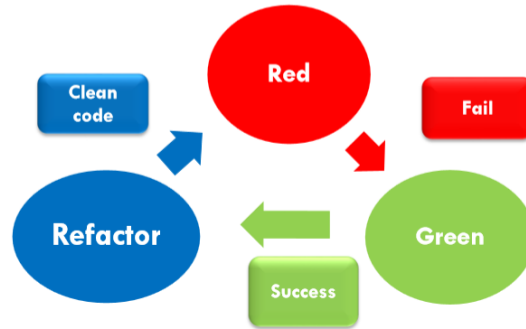 Red
Clean
code
Fail
Refactor
Green
Success